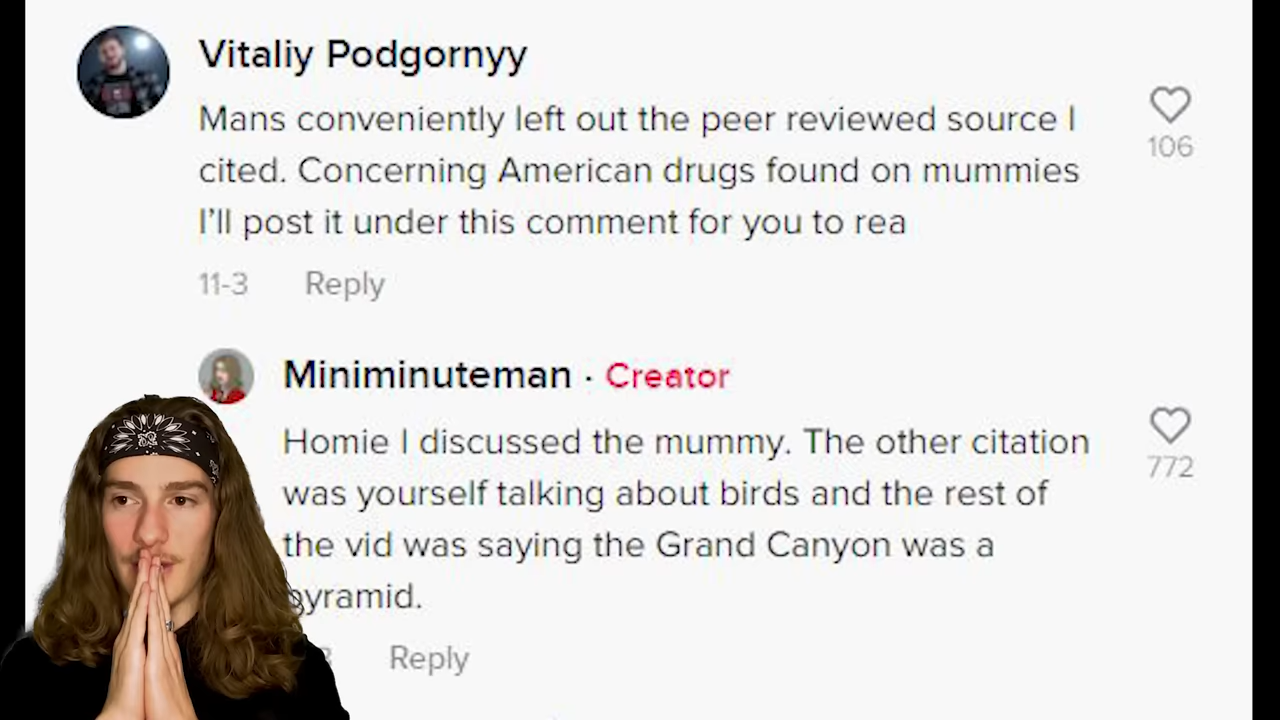 Vitaliy Podgornyy
Mans conveniently left out the peer reviewed source I
cited. Concerning American drugs found on mummies
I'll post it under this comment for you to rea
106
11-3 Reply
Miniminuteman · Creator
Homie I discussed the mummy. The other citation
was yourself talking about birds and the rest of
the vid was saying the Grand Canyon was a
pyramid.
772
Reply